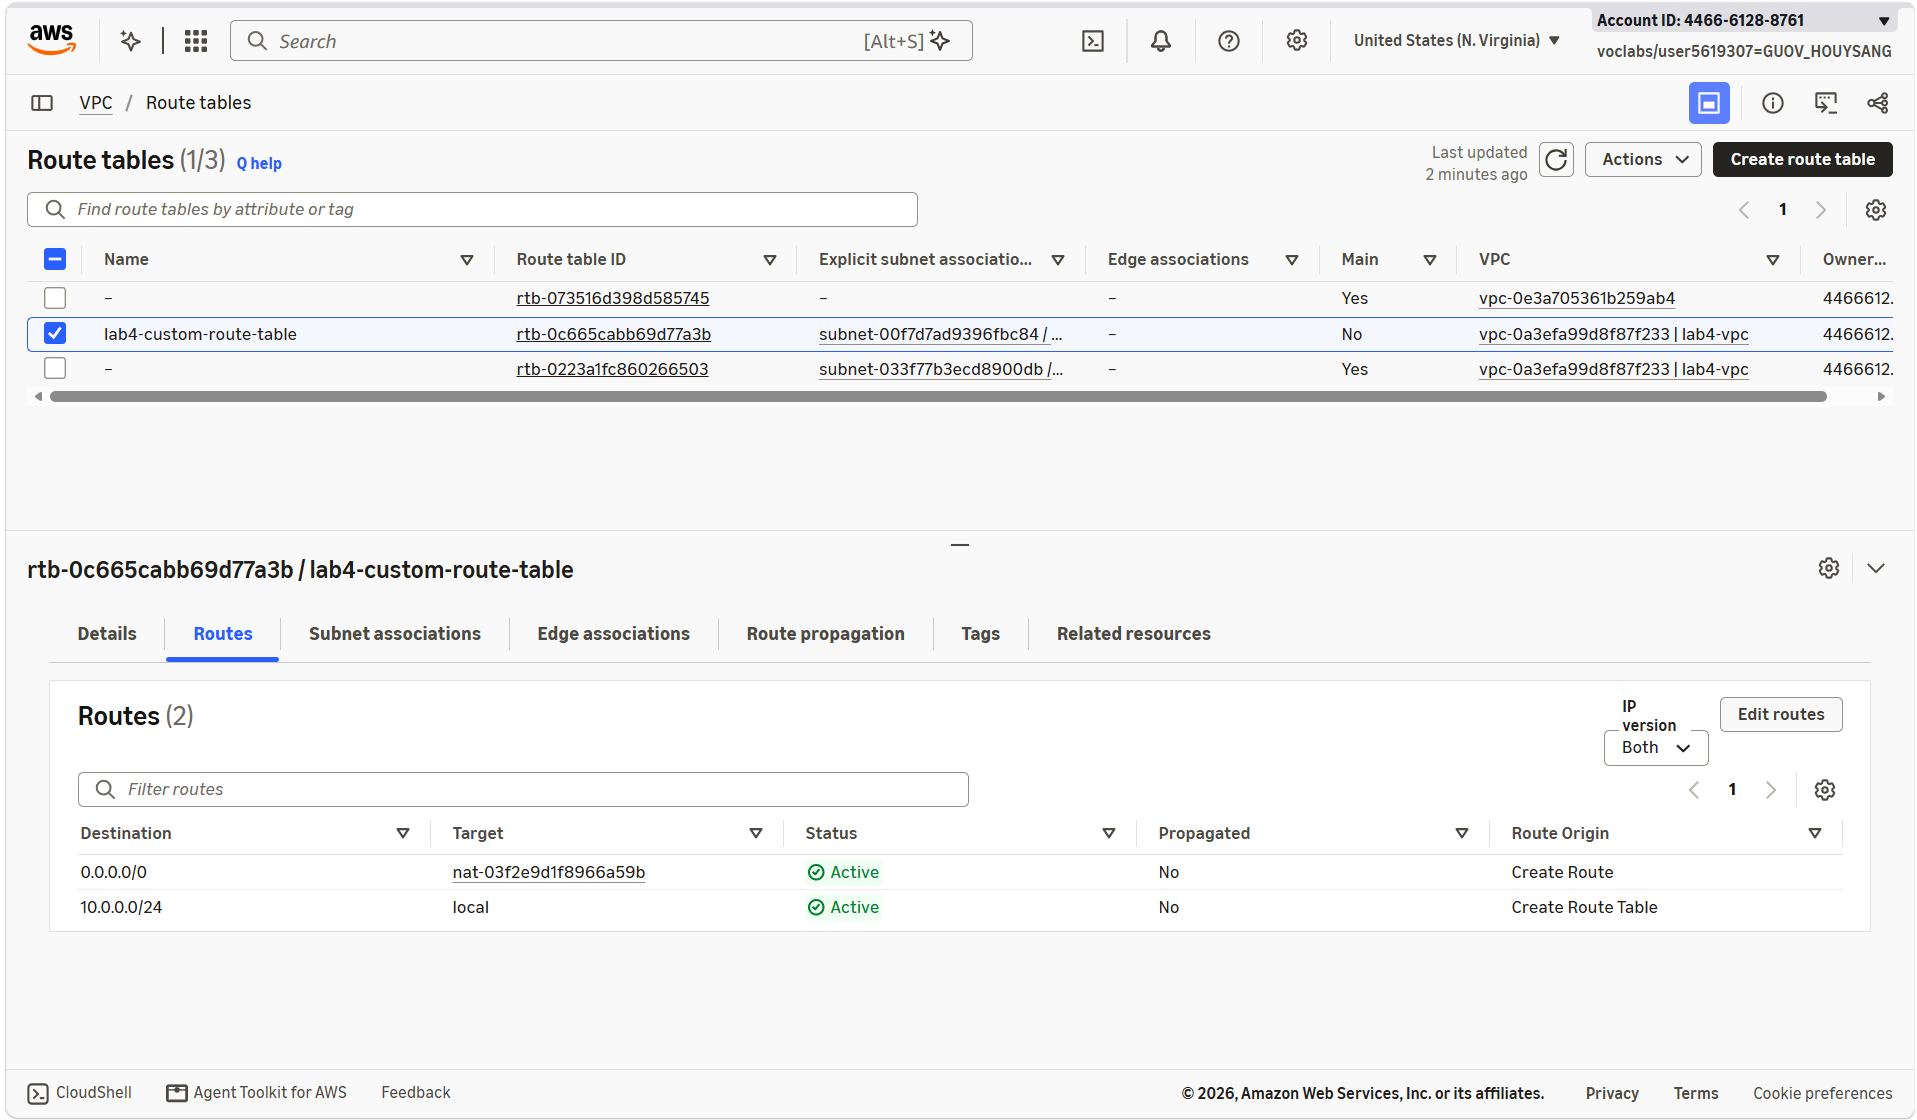 aws
Search [Alt+S]
United States (N. Virginia)
Account ID: 4466-6128-8761
voclabs/user5619307=GUOV_HOUYSANG
VPC / Route tables
Route tables (1/3) Q help
Last updated
2 minutes ago
Actions
Create route table
Find route tables by attribute or tag
1
Name Route table ID Explicit subnet associatio... Edge associations Main VPC Owner...
– rtb-073516d398d585745 – – Yes vpc-0e3a705361b259ab4 4466612.
lab4-custom-route-table rtb-0c665cabb69d77a3b subnet-00f7d7ad9396fbc84 / ... – No vpc-0a3efa99d8f87f233 | lab4-vpc 4466612.
– rtb-0223a1fc860266503 subnet-033f77b3ecd8900db /... – Yes vpc-0a3efa99d8f87f233 | lab4-vpc 4466612.
rtb-0c665cabb69d77a3b / lab4-custom-route-table
Details Routes Subnet associations Edge associations Route propagation Tags Related resources
Routes (2)
IP
version
Both
Edit routes
Filter routes
1
Destination Target Status Propagated Route Origin
0.0.0.0/0 nat-03f2e9d1f8966a59b Active No Create Route
10.0.0.0/24 local Active No Create Route Table
CloudShell Agent Toolkit for AWS Feedback © 2026, Amazon Web Services, Inc. or its affiliates. Privacy Terms Cookie preferences